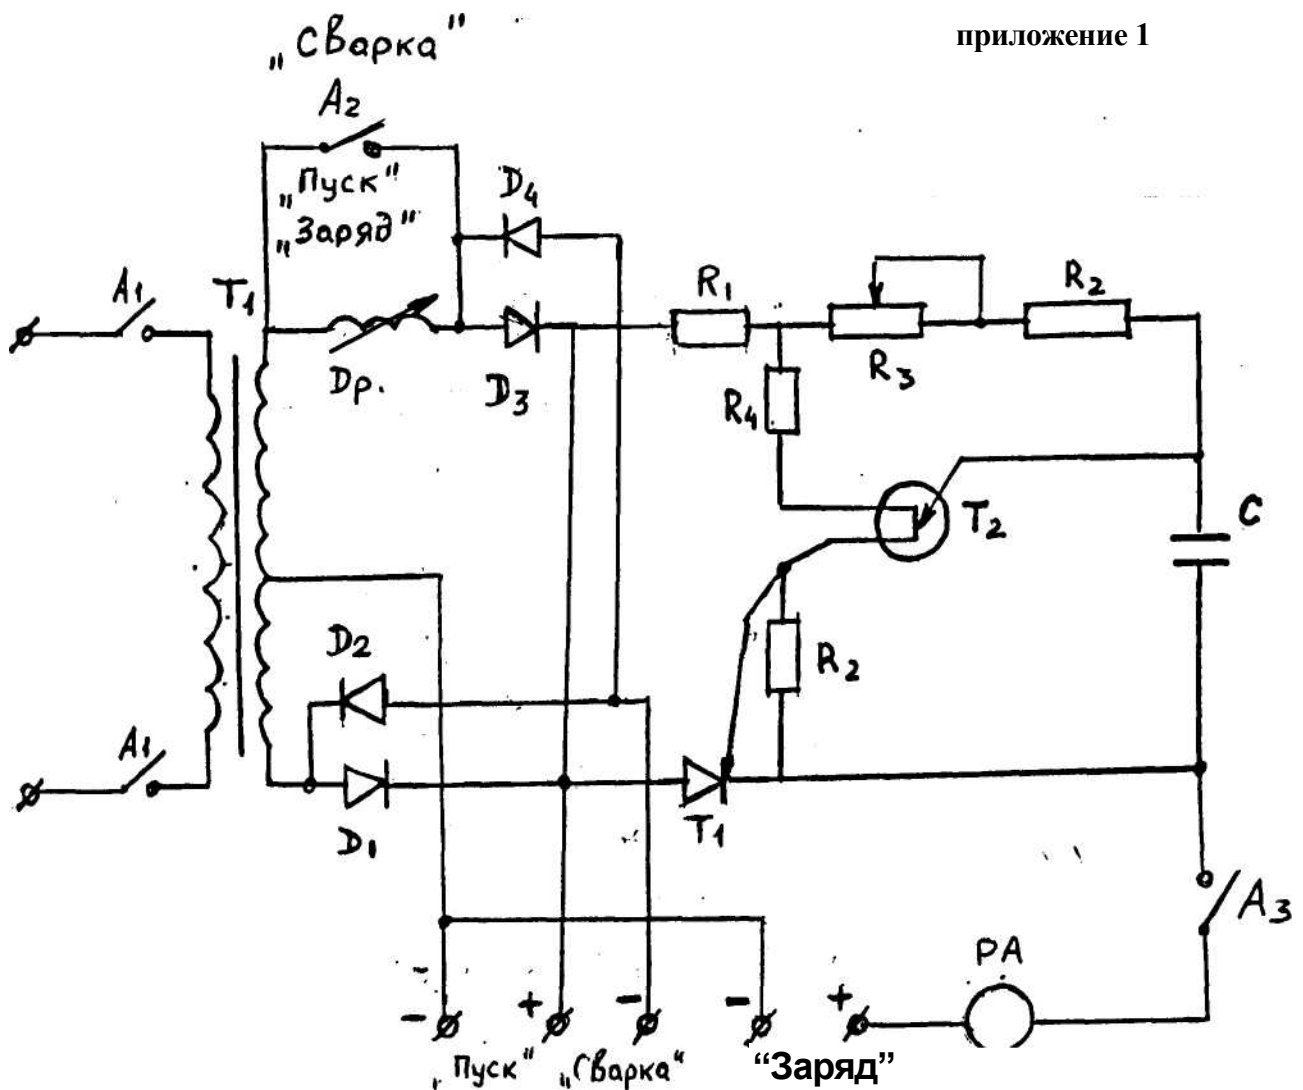 приложение 1
„Сварка"
A2
„Пуск"
„Заряд"
D4
A1
T1
R1
R2
Др.
D3
R3
R4
T2
C
D2
R2
A1
D1
T1
A3
PA
- + - - +
„Пуск" „Сварка" “Заряд”